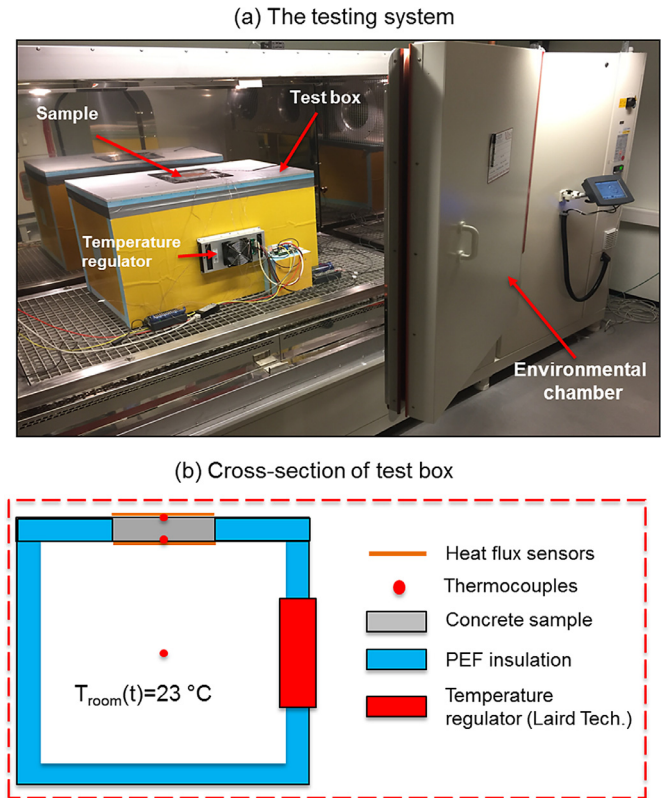 (a) The testing system
Sample
Test box
Temperature
regulator
Environmental
chamber
(b) Cross-section of test box
T_room(t)=23 °C
Heat flux sensors
Thermocouples
Concrete sample
PEF insulation
Temperature
regulator (Laird Tech.)